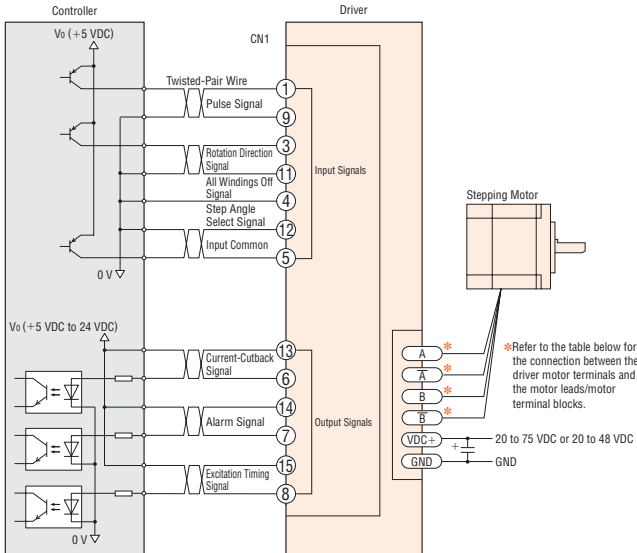 Controller
Driver
V0 (+5 VDC)
CN1
Twisted-Pair Wire
1
Pulse Signal
9
3
Rotation Direction
Signal
11
All Windings Off
Signal
4
Step Angle
Select Signal
12
Input Common
5
Input Signals
0 V
Stepping Motor
V0 (+5 VDC to 24 VDC)
13
Current-Cutback
Signal
6
14
Alarm Signal
7
15
Excitation Timing
Signal
8
Output Signals
0 V
A *
A̅ *
B *
B̅ *
VDC+
GND
*Refer to the table below for
the connection between the
driver motor terminals and
the motor leads/motor
terminal blocks.
+
20 to 75 VDC or 20 to 48 VDC
GND